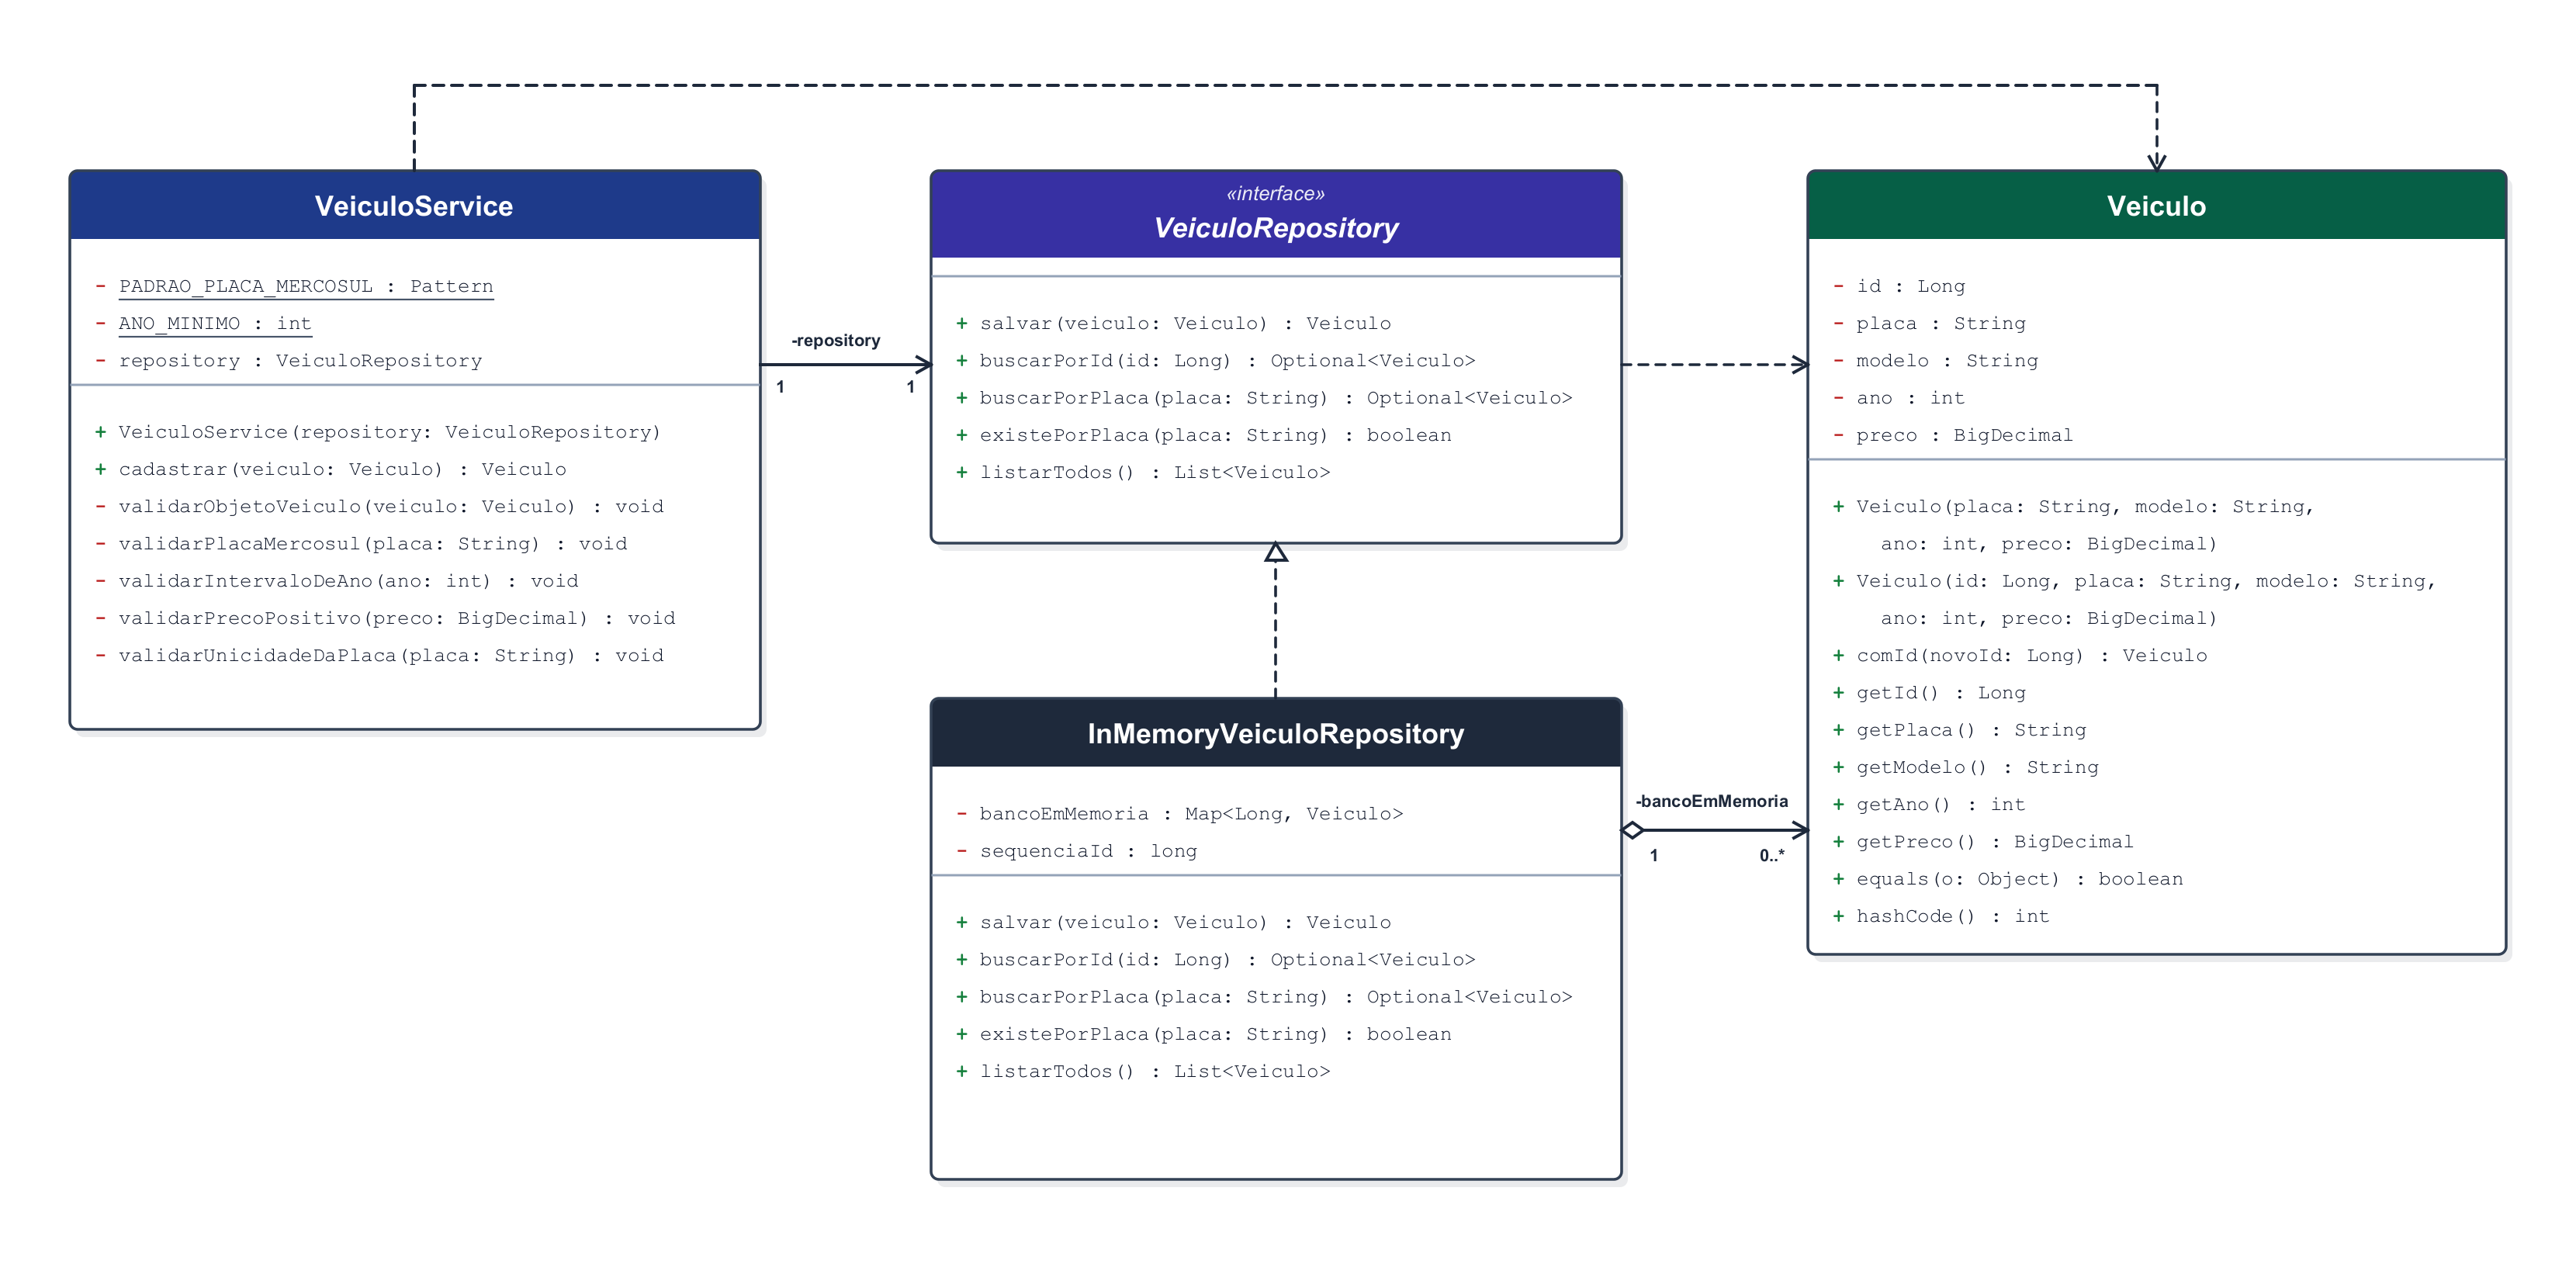 VeiculoService
- PADRAO_PLACA_MERCOSUL : Pattern
- ANO_MINIMO : int
- repository : VeiculoRepository
+ VeiculoService(repository: VeiculoRepository)
+ cadastrar(veiculo: Veiculo) : Veiculo
- validarObjetoVeiculo(veiculo: Veiculo) : void
- validarPlacaMercosul(placa: String) : void
- validarIntervaloDeAno(ano: int) : void
- validarPrecoPositivo(preco: BigDecimal) : void
- validarUnicidadeDaPlaca(placa: String) : void
-repository
1 1
«interface»
VeiculoRepository
+ salvar(veiculo: Veiculo) : Veiculo
+ buscarPorId(id: Long) : Optional<Veiculo>
+ buscarPorPlaca(placa: String) : Optional<Veiculo>
+ existePorPlaca(placa: String) : boolean
+ listarTodos() : List<Veiculo>
InMemoryVeiculoRepository
- bancoEmMemoria : Map<Long, Veiculo>
- sequenciaId : long
+ salvar(veiculo: Veiculo) : Veiculo
+ buscarPorId(id: Long) : Optional<Veiculo>
+ buscarPorPlaca(placa: String) : Optional<Veiculo>
+ existePorPlaca(placa: String) : boolean
+ listarTodos() : List<Veiculo>
-bancoEmMemoria
1 0..*
Veiculo
- id : Long
- placa : String
- modelo : String
- ano : int
- preco : BigDecimal
+ Veiculo(placa: String, modelo: String,
ano: int, preco: BigDecimal)
+ Veiculo(id: Long, placa: String, modelo: String,
ano: int, preco: BigDecimal)
+ comId(novoId: Long) : Veiculo
+ getId() : Long
+ getPlaca() : String
+ getModelo() : String
+ getAno() : int
+ getPreco() : BigDecimal
+ equals(o: Object) : boolean
+ hashCode() : int